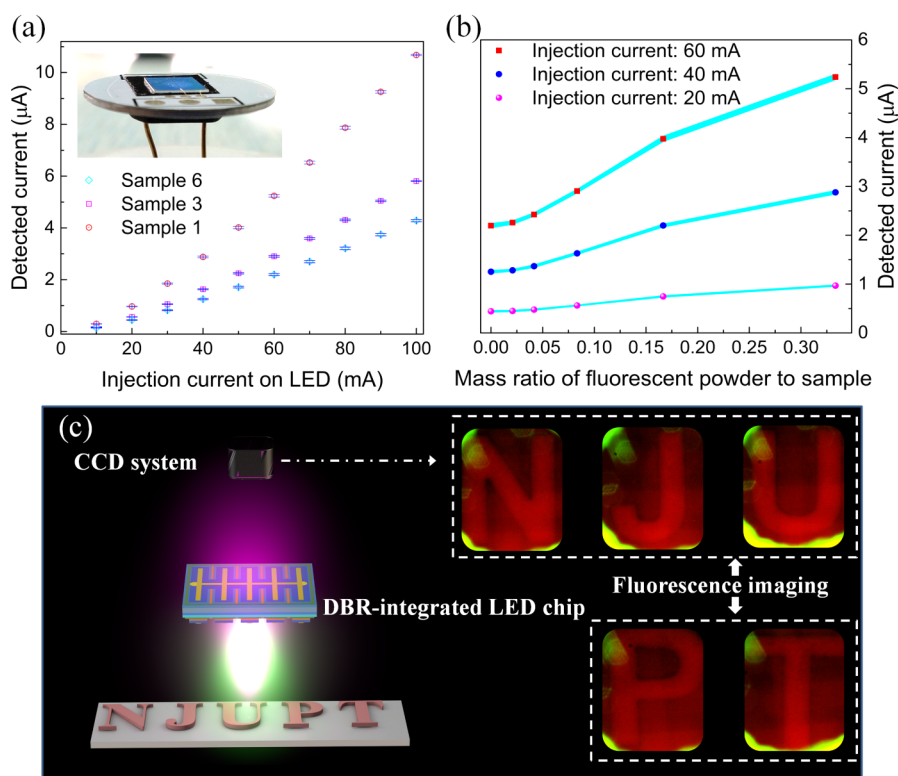 (a)
Detected current (μA)
10
8
6
4
2
0
Sample 6
Sample 3
Sample 1
0 20 40 60 80 100
Injection current on LED (mA)
(b)
Injection current: 60 mA
Injection current: 40 mA
Injection current: 20 mA
6
5
4
3
2
1
0
Detected current (μA)
0.00 0.05 0.10 0.15 0.20 0.25 0.30
Mass ratio of fluorescent powder to sample
(c)
CCD system
DBR-integrated LED chip
N J U P T
N J U
Fluorescence imaging
P T